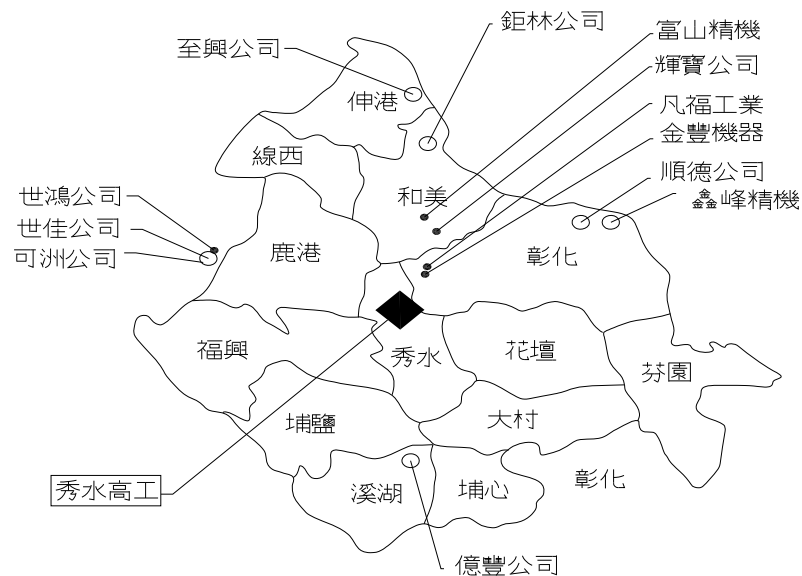 鉅林公司
富山精機
至興公司
輝寶公司
伸港
凡福工業
金豐機器
線西
順德公司
世鴻公司
和美
鑫峰精機
世佳公司
鹿港
彰化
可洲公司
福興
秀水
花壇
芬園
埔鹽
大村
秀水高工
溪湖
埔心
彰化
億豐公司